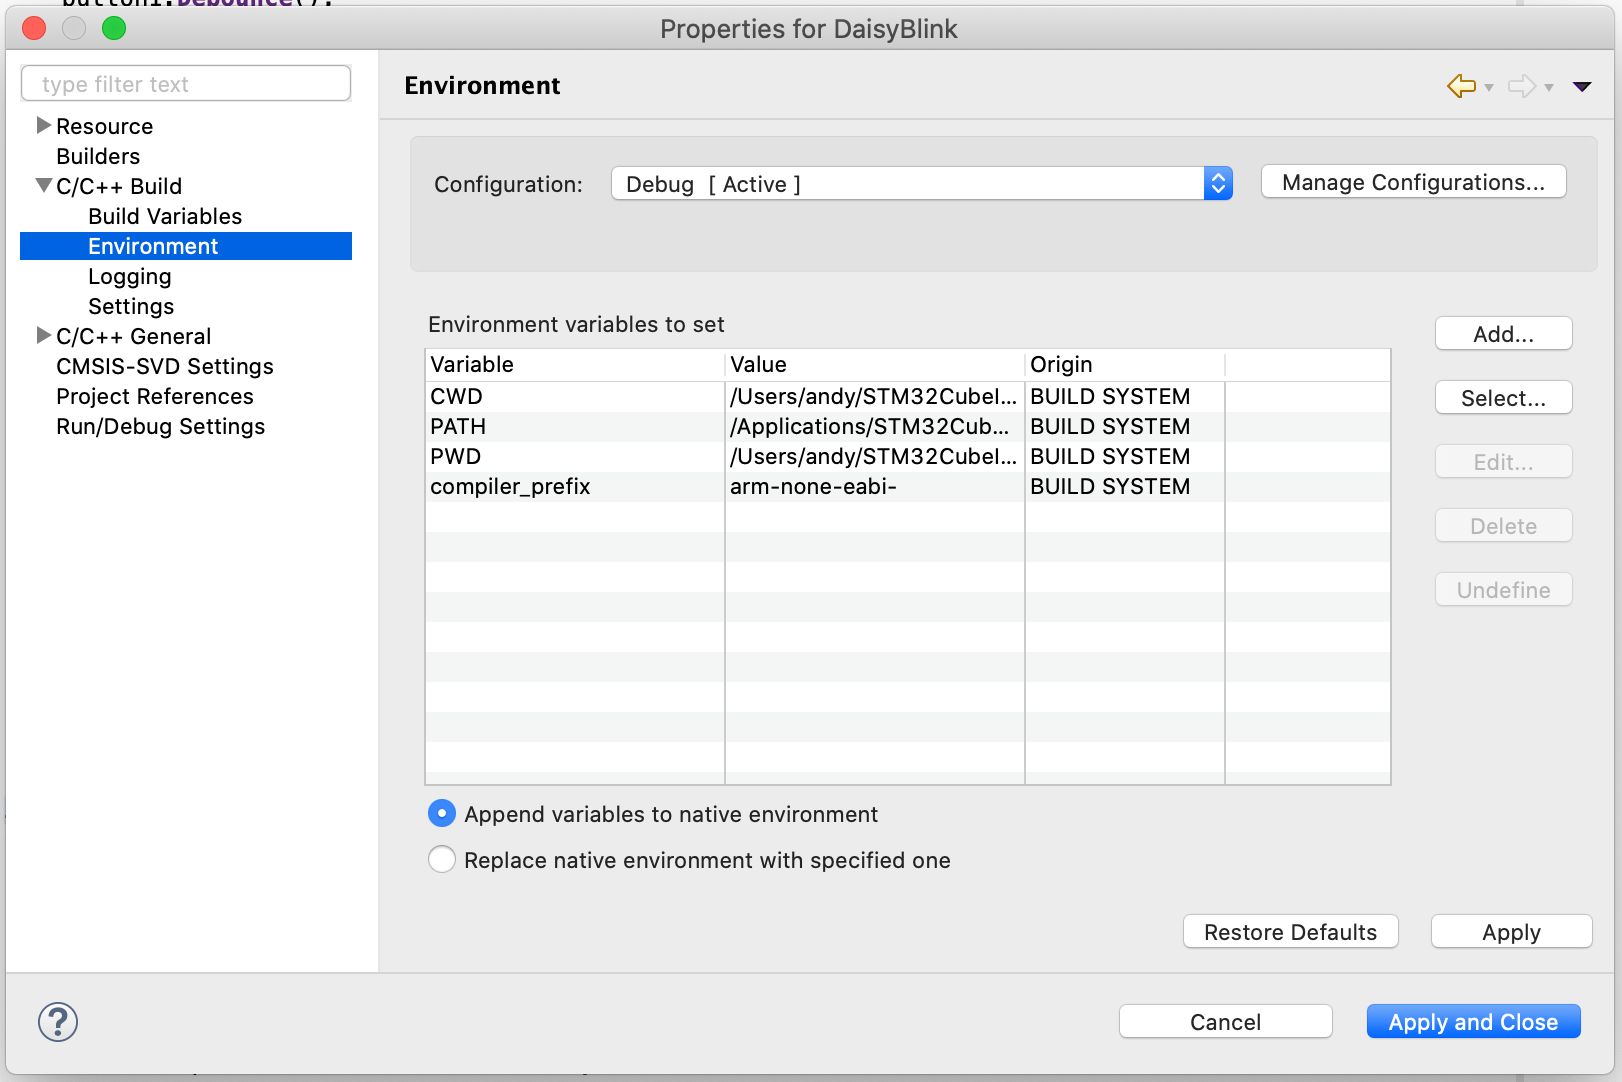 button1.Debounce();
Properties for DaisyBlink
type filter text
Resource
Builders
C/C++ Build
Build Variables
Environment
Logging
Settings
C/C++ General
CMSIS-SVD Settings
Project References
Run/Debug Settings
Environment
Configuration: Debug [ Active ] Manage Configurations...
Environment variables to set
Variable Value Origin
CWD /Users/andy/STM32CubeI... BUILD SYSTEM
PATH /Applications/STM32Cub... BUILD SYSTEM
PWD /Users/andy/STM32CubeI... BUILD SYSTEM
compiler_prefix arm-none-eabi- BUILD SYSTEM
Add...
Select...
Edit...
Delete
Undefine
Append variables to native environment
Replace native environment with specified one
Restore Defaults Apply
? Cancel Apply and Close